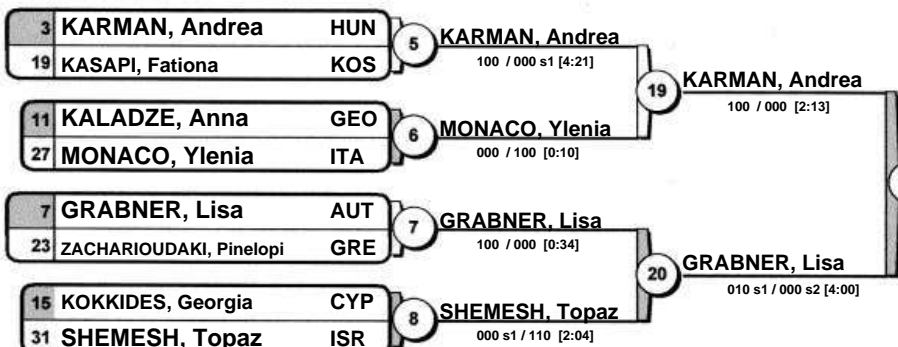 3 KARMAN, Andrea HUN
19 KASAPI, Fationa KOS
5
KARMAN, Andrea
100 / 000 s1 [4:21]
11 KALADZE, Anna GEO
27 MONACO, Ylenia ITA
6
MONACO, Ylenia
000 / 100 [0:10]
19
KARMAN, Andrea
100 / 000 [2:13]
7 GRABNER, Lisa AUT
23 ZACHARIOUDAKI, Pinelopi GRE
7
GRABNER, Lisa
100 / 000 [0:34]
15 KOKKIDES, Georgia CYP
31 SHEMESH, Topaz ISR
8
SHEMESH, Topaz
000 s1 / 110 [2:04]
20
GRABNER, Lisa
010 s1 / 000 s2 [4:00]